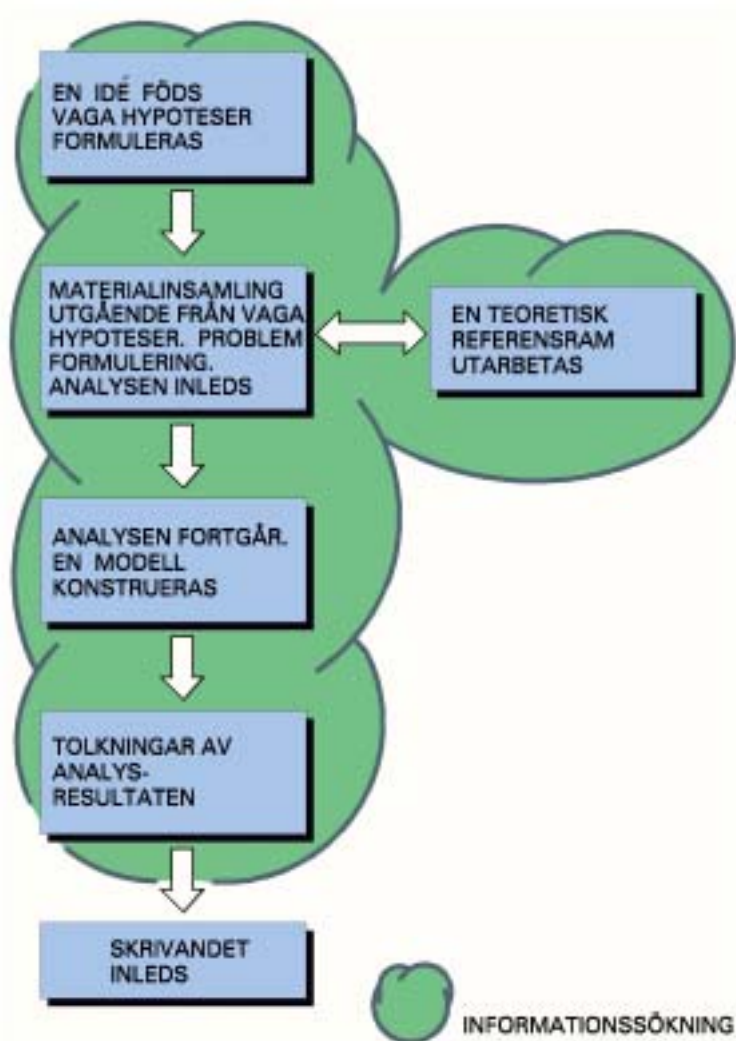 EN IDÉ FÖDS
VAGA HYPOTESER
FORMULERAS
MATERIALINSAMLING
UTGÅENDE FRÅN VAGA
HYPOTESER. PROBLEM
FORMULERING.
ANALYSEN INLEDS
EN TEORETISK
REFERENSRAM
UTARBETAS
ANALYSEN FORTGÅR.
EN MODELL
KONSTRUERAS
TOLKNINGAR AV
ANALYS-
RESULTATEN
SKRIVANDET
INLEDS
INFORMATIONSSÖKNING